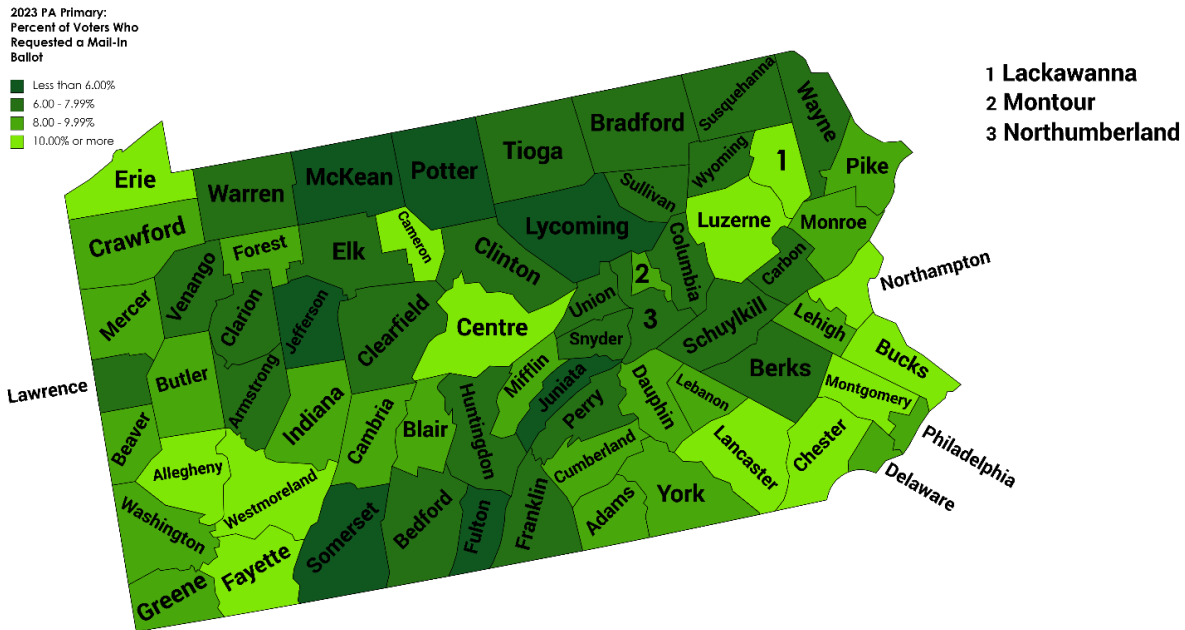 2023 PA Primary:
Percent of Voters Who
Requested a Mail-In
Ballot
Less than 6.00%
6.00 - 7.99%
8.00 - 9.99%
10.00% or more
1 Lackawanna
2 Montour
3 Northumberland
Erie
Warren
McKean
Potter
Tioga
Bradford
Susquehanna
Wayne
Wyoming
1
Pike
Crawford
Forest
Elk
Cameron
Clinton
Lycoming
Sullivan
Luzerne
Monroe
Mercer
Venango
Clarion
Jefferson
Clearfield
Centre
Union
2
Columbia
Carbon
Northampton
Snyder
3
Schuylkill
Lehigh
Lawrence
Butler
Armstrong
Indiana
Cambria
Blair
Huntingdon
Mifflin
Juniata
Perry
Dauphin
Lebanon
Berks
Montgomery
Bucks
Beaver
Allegheny
Westmoreland
Cumberland
Lancaster
Chester
Philadelphia
Delaware
Washington
Greene
Fayette
Somerset
Bedford
Fulton
Franklin
Adams
York